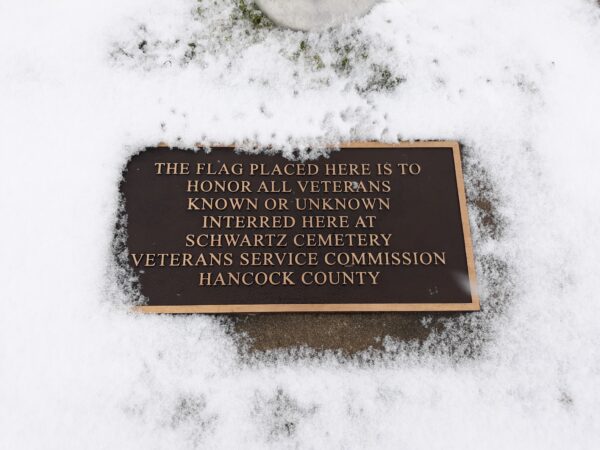 THE FLAG PLACED HERE IS TO
HONOR ALL VETERANS
KNOWN OR UNKNOWN
INTERRED HERE AT
SCHWARTZ CEMETERY
VETERANS SERVICE COMMISSION
HANCOCK COUNTY